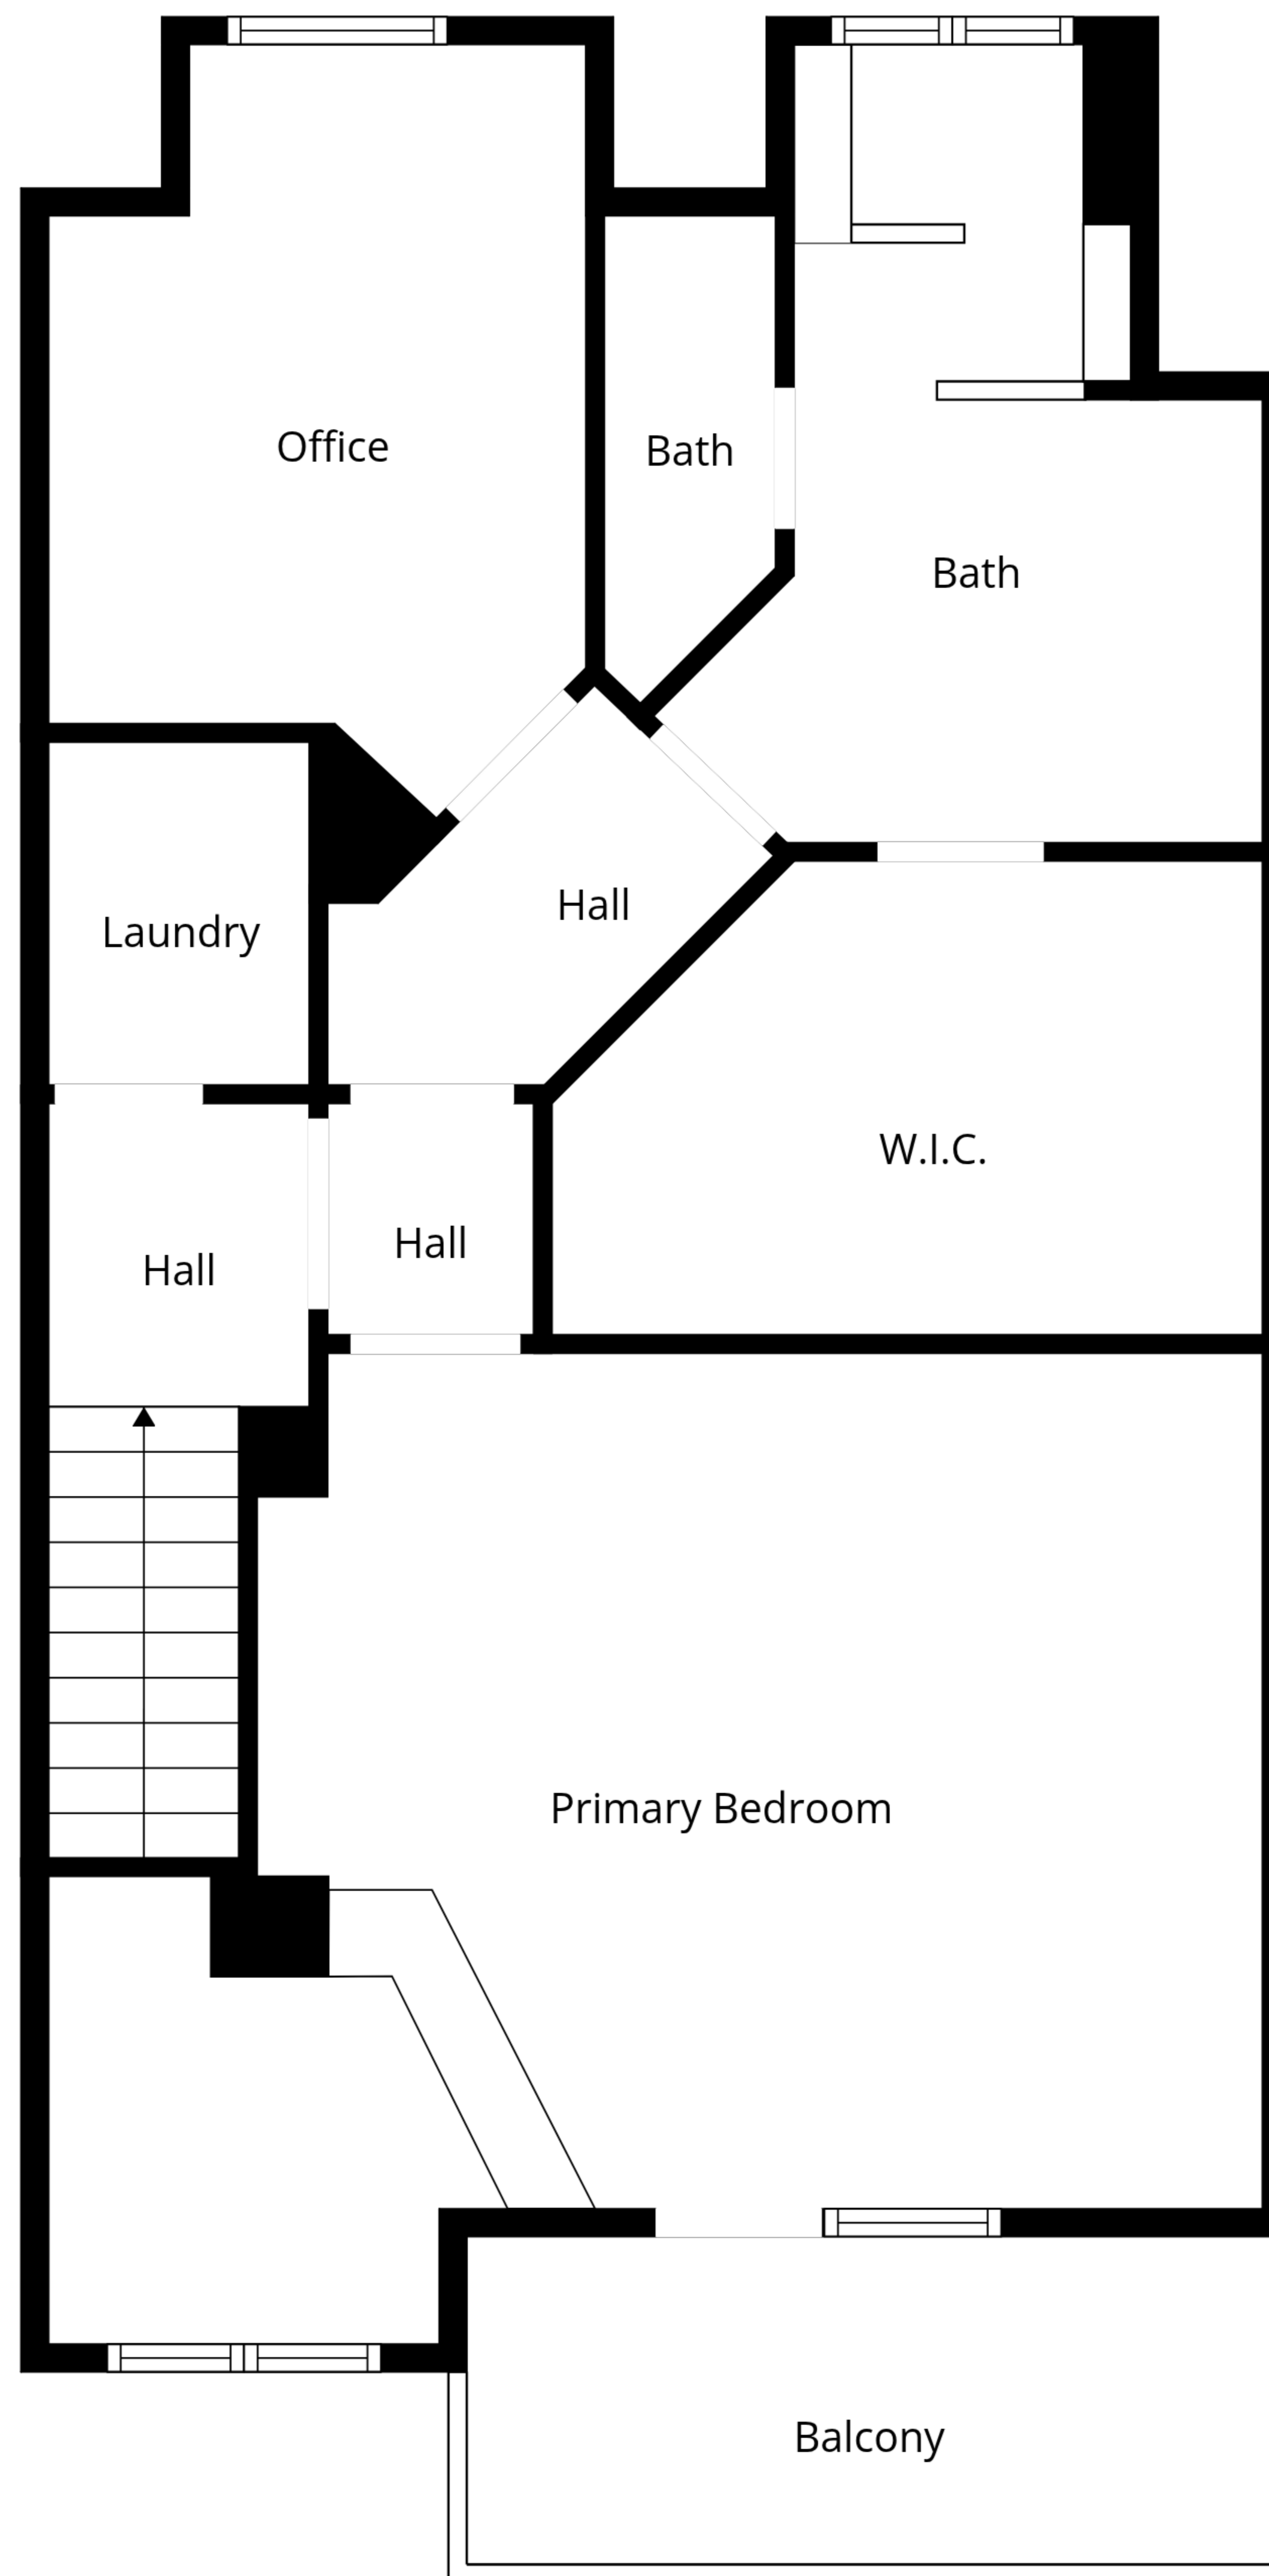 Office
Bath
Bath
Laundry
Hall
W.I.C.
Hall
Hall
Primary Bedroom
Balcony